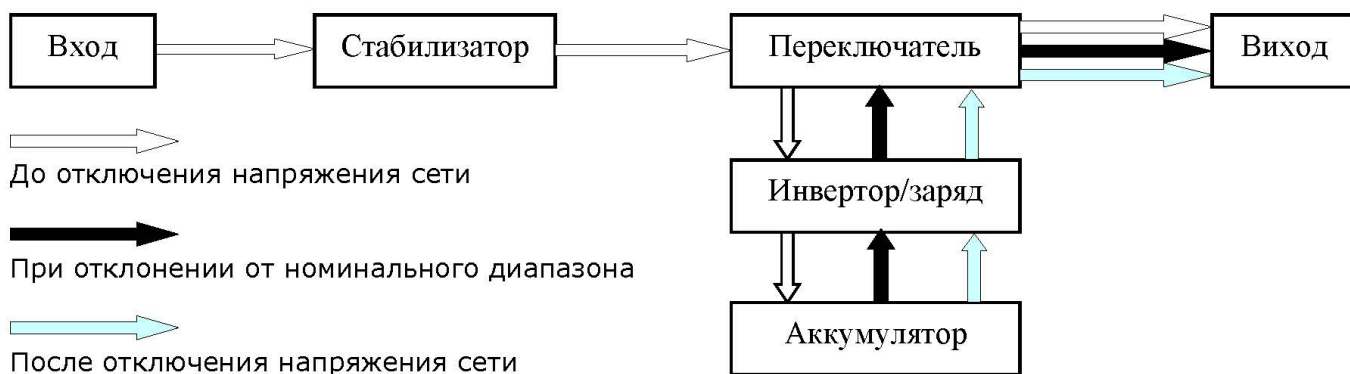 Вход
Стабилизатор
Переключатель
Виход
До отключения напряжения сети
Инвертор/заряд
При отклонении от номинального диапазона
Аккумулятор
После отключения напряжения сети